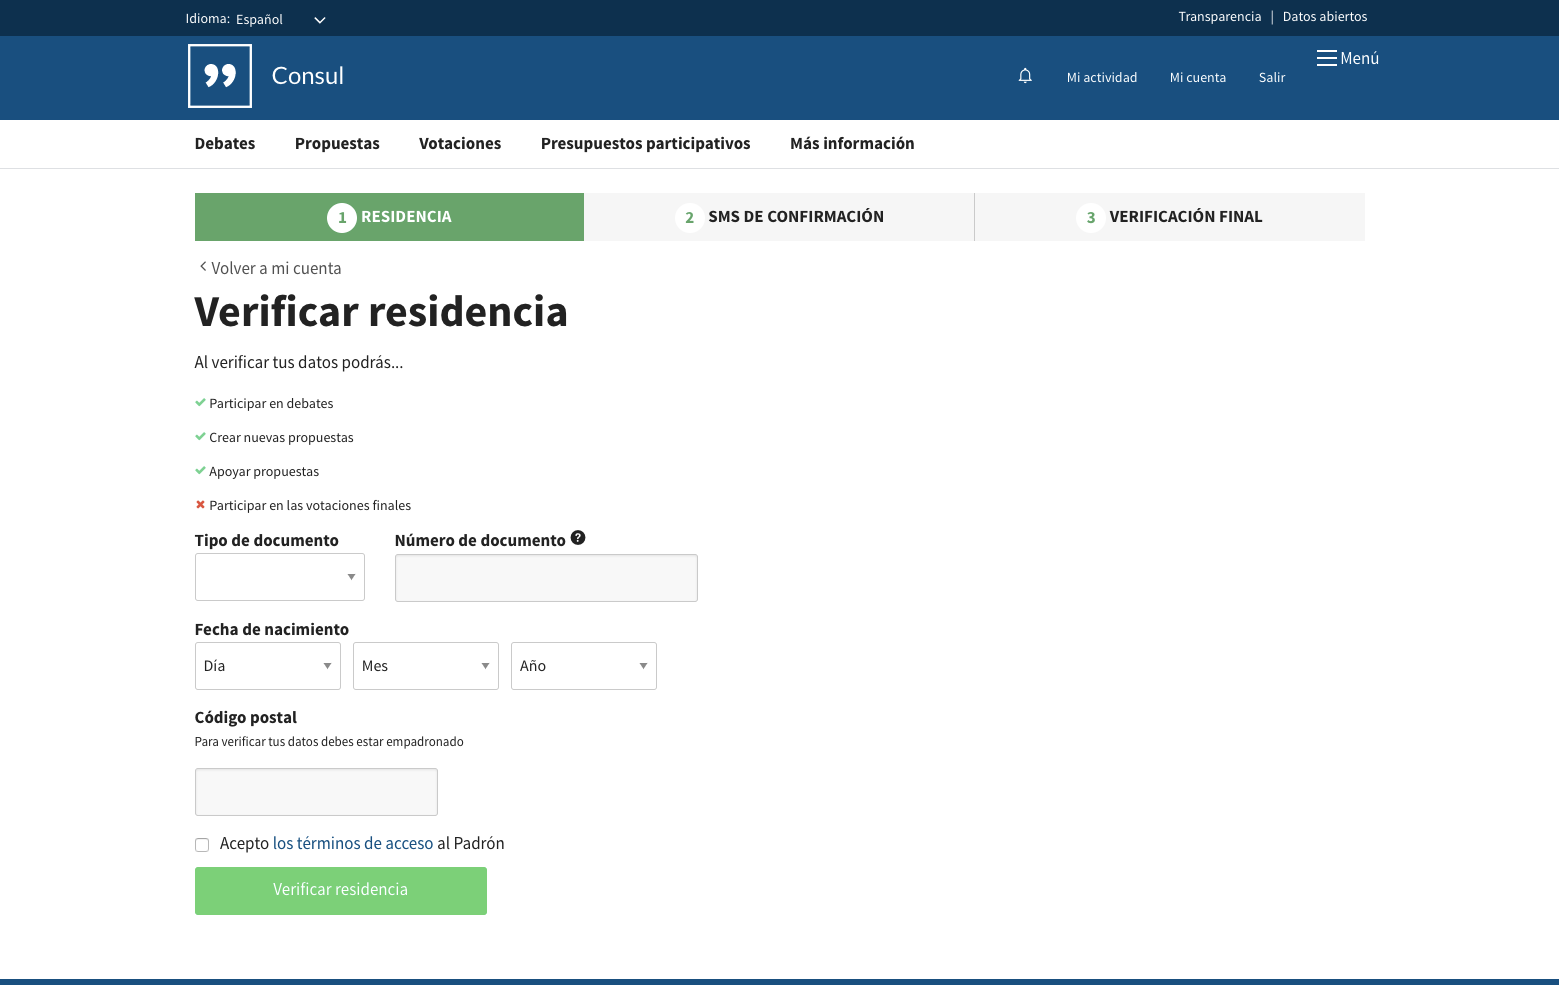 Idioma: Español
Transparencia | Datos abiertos
Consul
Mi actividad Mi cuenta Salir Menú
Debates Propuestas Votaciones Presupuestos participativos Más información
1 RESIDENCIA 2 SMS DE CONFIRMACIÓN 3 VERIFICACIÓN FINAL
Volver a mi cuenta
Verificar residencia
Al verificar tus datos podrás...
Participar en debates
Crear nuevas propuestas
Apoyar propuestas
Participar en las votaciones finales
Tipo de documento Número de documento ?
Fecha de nacimiento
Día Mes Año
Código postal
Para verificar tus datos debes estar empadronado
Acepto los términos de acceso al Padrón
Verificar residencia